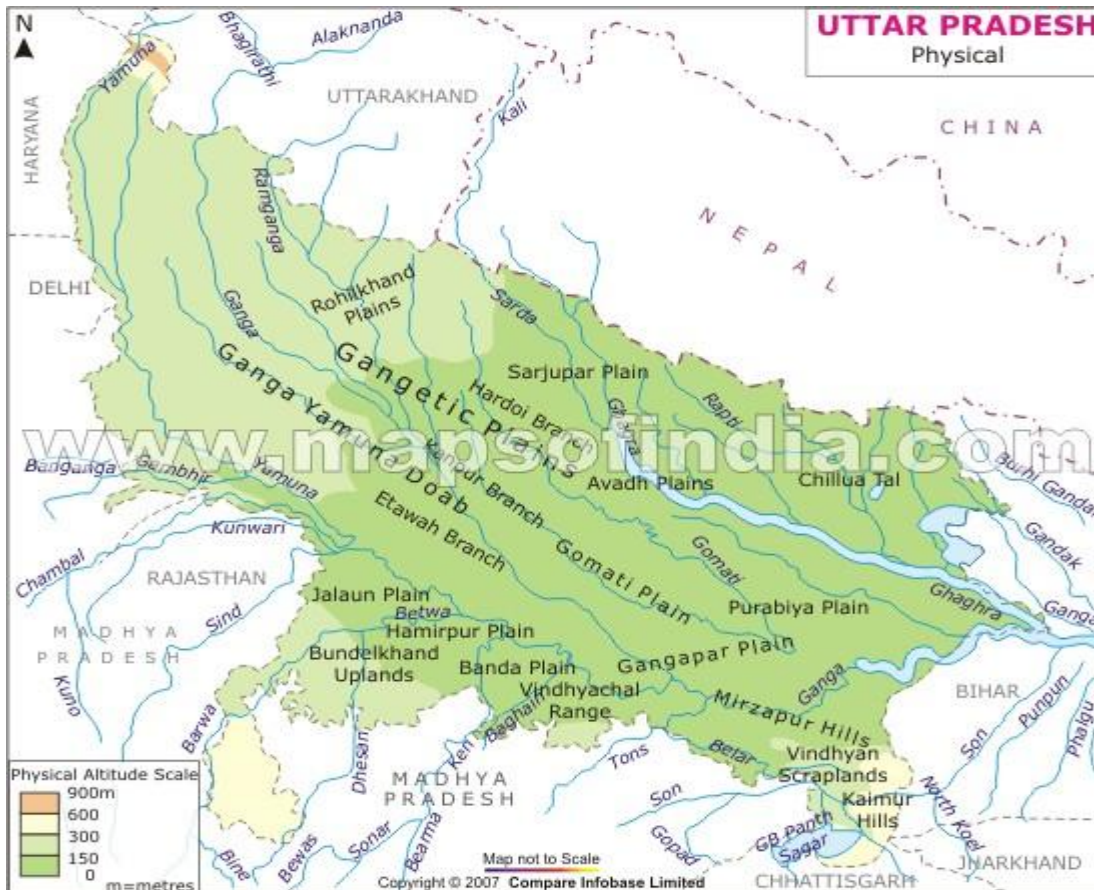 N
UTTAR PRADESH
Physical
Yamuna
Bhagirathi
Alaknanda
UTTARAKHAND
Kali
CHINA
HARYANA
NEPAL
Ramganga
DELHI
Rohilkhand
Plains
Ganga
Sarda
Gangetic Plains
Sarjupar Plain
Ganga Yamuna Doab
Hardoi Branch
Ghagra
Rapti
www.mapsofindia.com
Banganga
Gambhir
Yumuna
Kanpur Branch
Avadh Plains
Chillua Tal
Burhi Gandak
Etawah Branch
Kunwari
Gandak
Chambal
RAJASTHAN
Gomati Plain
Gomati
Ghaghra
Ganga
Sind
Jalaun Plain
Betwa
Purabiya Plain
MADHYA
PRADESH
Hamirpur Plain
Bundelkhand
Uplands
Banda Plain
Gangapar Plain
Kuno
Vindhyachal
Range
Ganga
BIHAR
Mirzapur Hills
Son
Punpun
Phalgu
Barwa
Dhesan
Ken
Baghain
Tons
Betar
Vindhyan
Scraplands
Physical Altitude Scale
900m
600
300
150
0
m=metres
MADHYA
PRADESH
Son
Kaimur
Hills
North Koel
Gopad
GB Panth
Sagar
Bine
Bewas
Sonar
Bearma
JHARKHAND
CHHATTISGARH
Map not to Scale
Copyright © 2007 Compare Infobase Limited